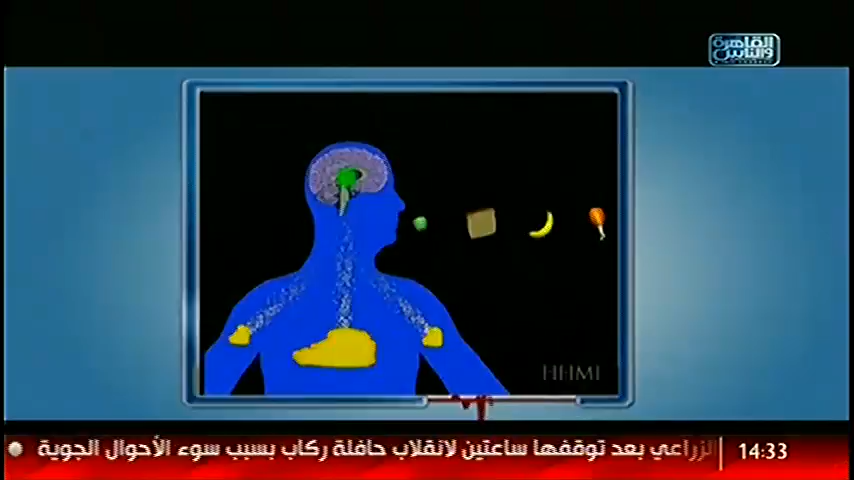 القاهرة
والناس
HHMI
الزراعي بعد توقفها ساعتين لانقلاب حافلة ركاب بسبب سوء الأحوال الجوية
14:33